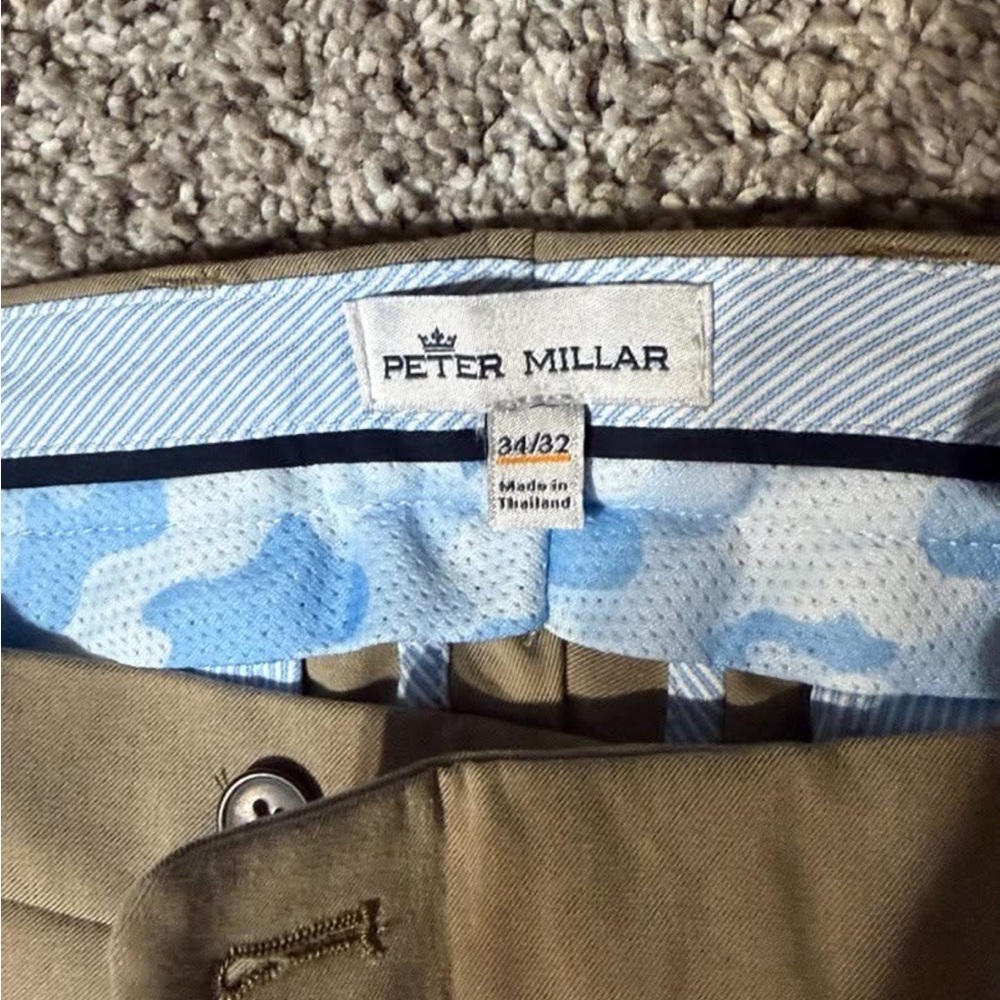 PETER MILLAR
34/32
Made in
Thailand